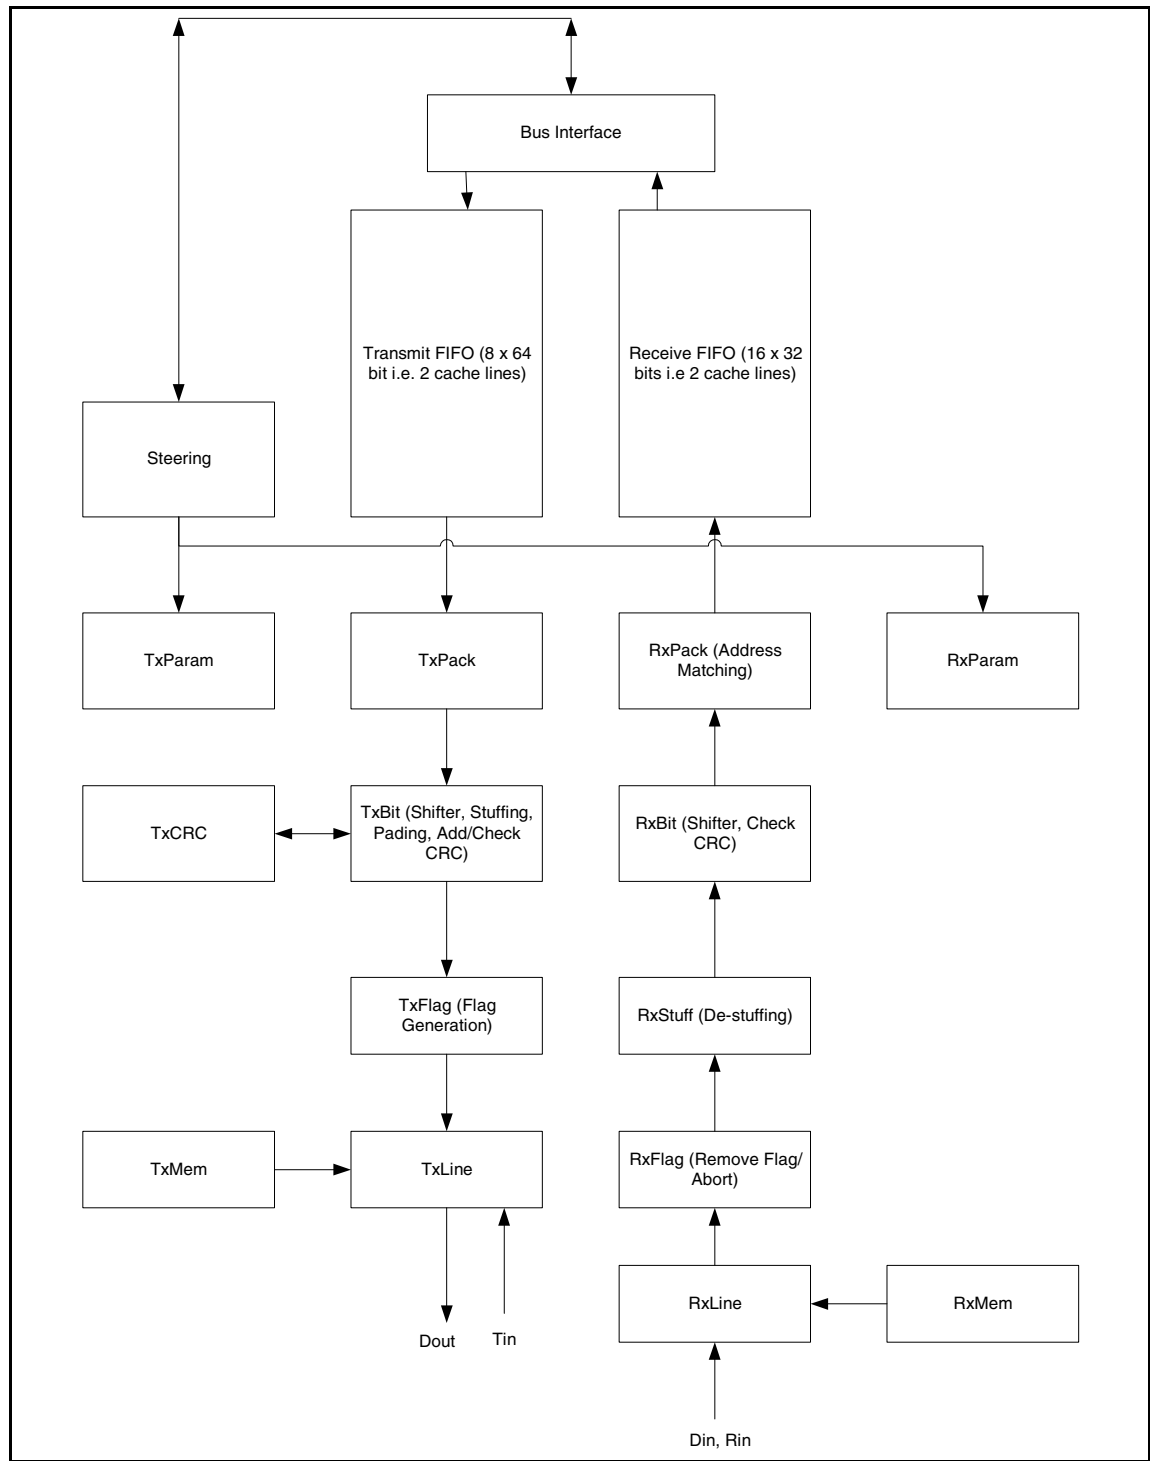 Bus Interface
Transmit FIFO (8 x 64
bit i.e. 2 cache lines)
Receive FIFO (16 x 32
bits i.e 2 cache lines)
Steering
TxParam
TxPack
RxPack (Address
Matching)
RxParam
TxCRC
TxBit (Shifter, Stuffing,
Pading, Add/Check
CRC)
RxBit (Shifter, Check
CRC)
TxFlag (Flag
Generation)
RxStuff (De-stuffing)
TxMem
TxLine
RxFlag (Remove Flag/
Abort)
RxLine
RxMem
Dout
Tin
Din, Rin